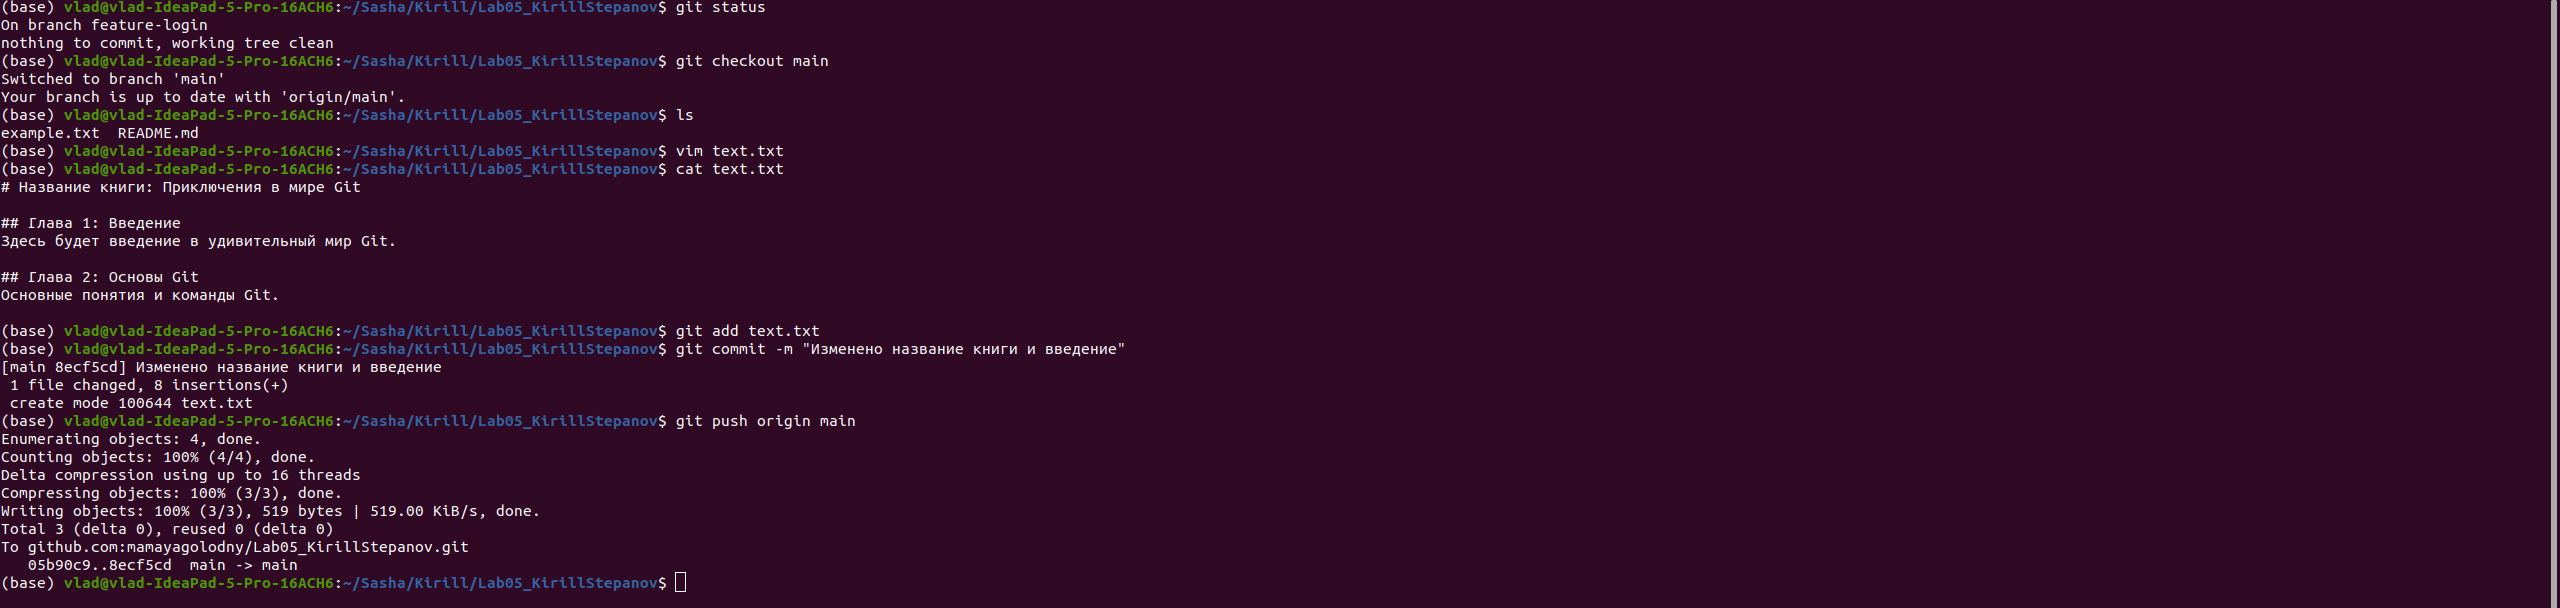 (base) vlad@vlad-IdeaPad-5-Pro-16ACH6:~/Sasha/Kirill/Lab05_KirillStepanov$ git status
On branch feature-login
nothing to commit, working tree clean
(base) vlad@vlad-IdeaPad-5-Pro-16ACH6:~/Sasha/Kirill/Lab05_KirillStepanov$ git checkout main
Switched to branch 'main'
Your branch is up to date with 'origin/main'.
(base) vlad@vlad-IdeaPad-5-Pro-16ACH6:~/Sasha/Kirill/Lab05_KirillStepanov$ ls
example.txt  README.md
(base) vlad@vlad-IdeaPad-5-Pro-16ACH6:~/Sasha/Kirill/Lab05_KirillStepanov$ vim text.txt
(base) vlad@vlad-IdeaPad-5-Pro-16ACH6:~/Sasha/Kirill/Lab05_KirillStepanov$ cat text.txt
# Название книги: Приключения в мире Git
## Глава 1: Введение
Здесь будет введение в удивительный мир Git.
## Глава 2: Основы Git
Основные понятия и команды Git.
(base) vlad@vlad-IdeaPad-5-Pro-16ACH6:~/Sasha/Kirill/Lab05_KirillStepanov$ git add text.txt
(base) vlad@vlad-IdeaPad-5-Pro-16ACH6:~/Sasha/Kirill/Lab05_KirillStepanov$ git commit -m "Изменено название книги и введение"
[main 8ecf5cd] Изменено название книги и введение
 1 file changed, 8 insertions(+)
 create mode 100644 text.txt
(base) vlad@vlad-IdeaPad-5-Pro-16ACH6:~/Sasha/Kirill/Lab05_KirillStepanov$ git push origin main
Enumerating objects: 4, done.
Counting objects: 100% (4/4), done.
Delta compression using up to 16 threads
Compressing objects: 100% (3/3), done.
Writing objects: 100% (3/3), 519 bytes | 519.00 KiB/s, done.
Total 3 (delta 0), reused 0 (delta 0)
To github.com:mamayagolodny/Lab05_KirillStepanov.git
   05b90c9..8ecf5cd  main -> main
(base) vlad@vlad-IdeaPad-5-Pro-16ACH6:~/Sasha/Kirill/Lab05_KirillStepanov$